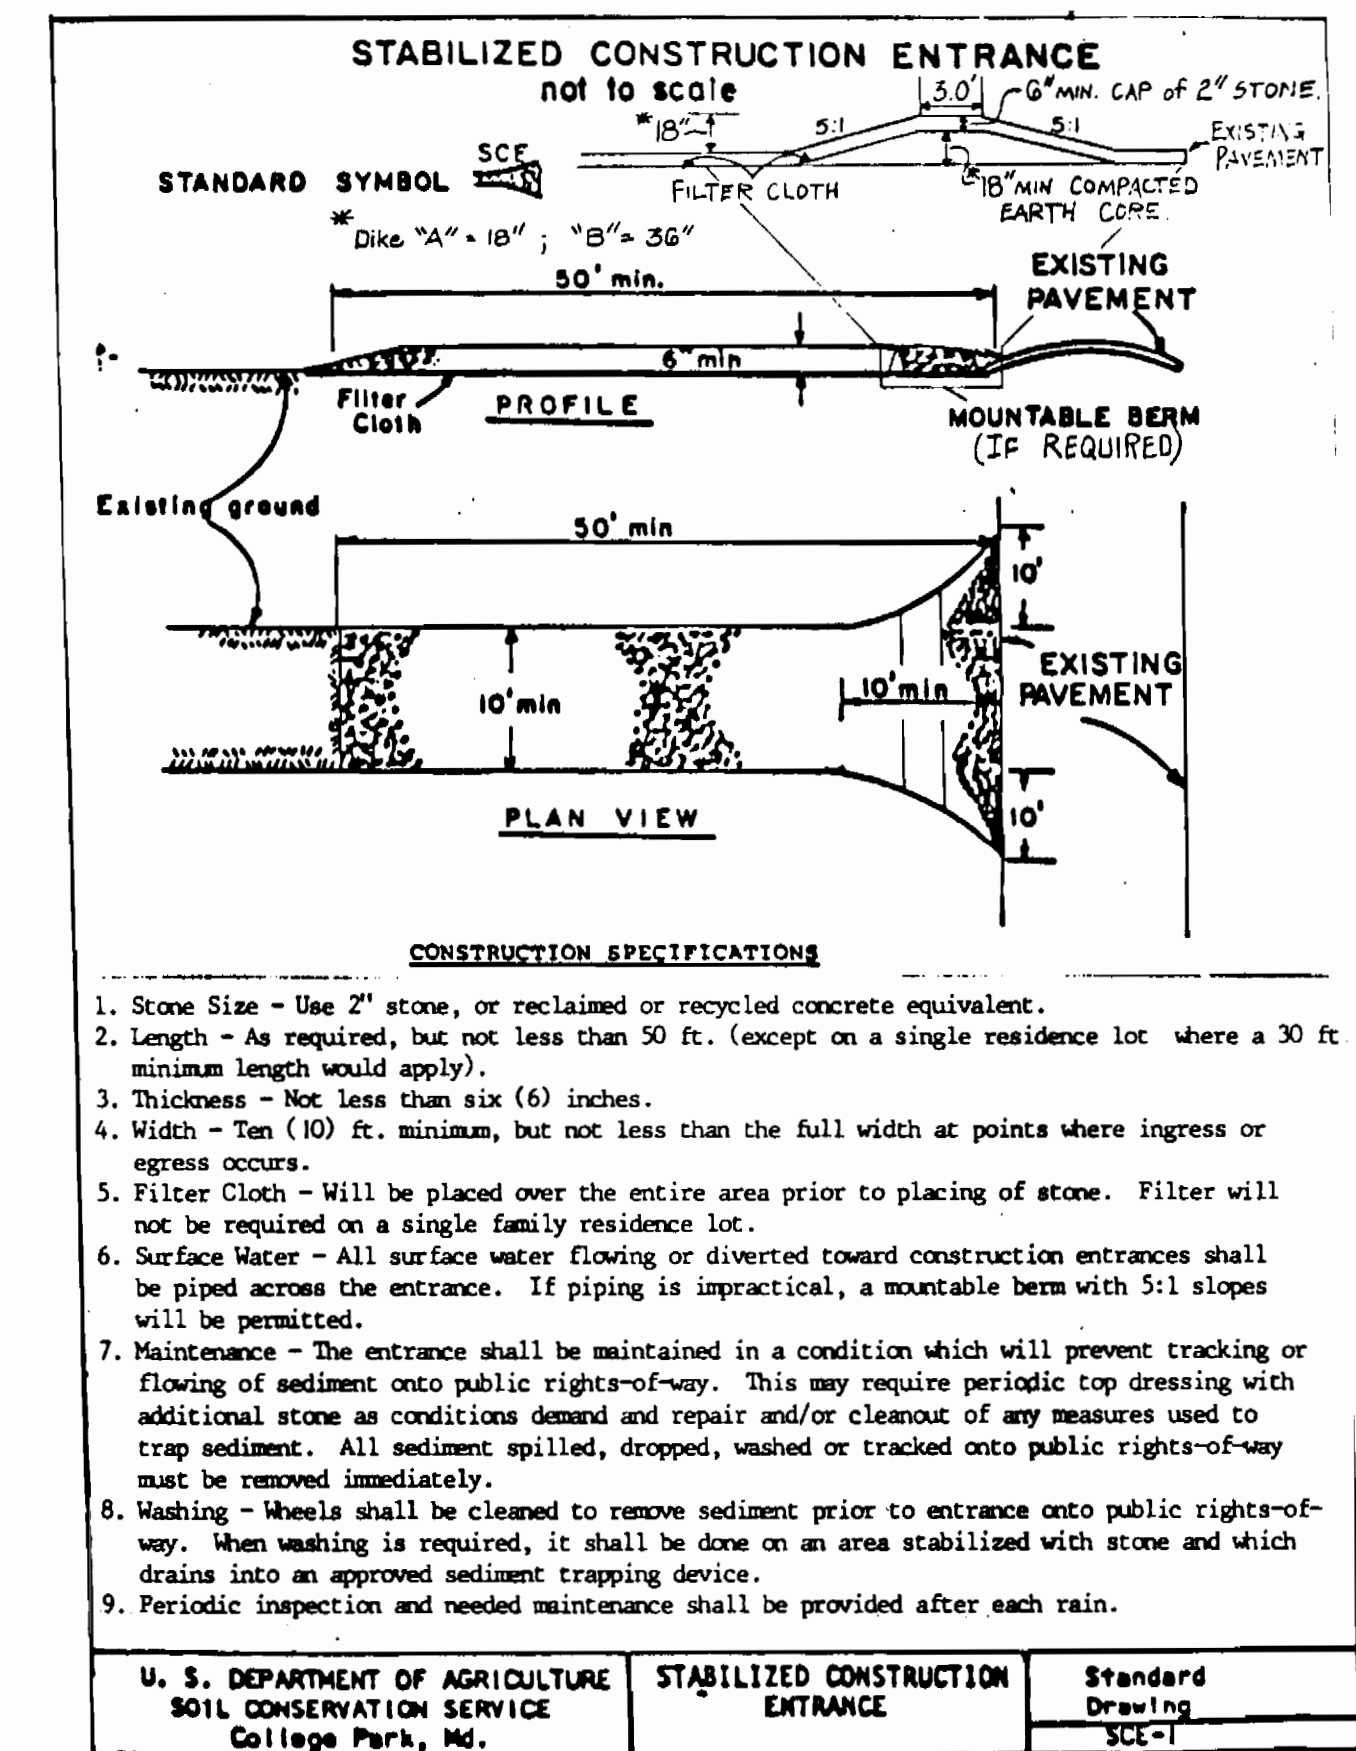 STABILIZED CONSTRUCTION ENTRANCE
not to scale
3.0'
6" MIN. CAP of 2" STONE.
* 18"
5:1
5:1
EXISTING
PAVEMENT
SCE
STANDARD SYMBOL
FILTER CLOTH
* 18" MIN COMPACTED
EARTH CORE.
* Dike "A" = 18" ; "B" = 36"
50' min.
EXISTING
PAVEMENT
6" min
Filter
Cloth
PROFILE
MOUNTABLE BERM
(IF REQUIRED)
Existing ground
50' min
10'
10' min
10' min
EXISTING
PAVEMENT
10'
PLAN VIEW
CONSTRUCTION SPECIFICATIONS
1. Stone Size - Use 2" stone, or reclaimed or recycled concrete equivalent.
2. Length - As required, but not less than 50 ft. (except on a single residence lot where a 30 ft
minimum length would apply).
3. Thickness - Not less than six (6) inches.
4. Width - Ten (10) ft. minimum, but not less than the full width at points where ingress or
egress occurs.
5. Filter Cloth - Will be placed over the entire area prior to placing of stone. Filter will
not be required on a single family residence lot.
6. Surface Water - All surface water flowing or diverted toward construction entrances shall
be piped across the entrance. If piping is impractical, a mountable berm with 5:1 slopes
will be permitted.
7. Maintenance - The entrance shall be maintained in a condition which will prevent tracking or
flowing of sediment onto public rights-of-way. This may require periodic top dressing with
additional stone as conditions demand and repair and/or cleanout of any measures used to
trap sediment. All sediment spilled, dropped, washed or tracked onto public rights-of-way
must be removed immediately.
8. Washing - Wheels shall be cleaned to remove sediment prior to entrance onto public rights-of-
way. When washing is required, it shall be done on an area stabilized with stone and which
drains into an approved sediment trapping device.
9. Periodic inspection and needed maintenance shall be provided after each rain.
U. S. DEPARTMENT OF AGRICULTURE
SOIL CONSERVATION SERVICE
College Park, Md.
STABILIZED CONSTRUCTION
ENTRANCE
Standard
Drawing
SCE-1